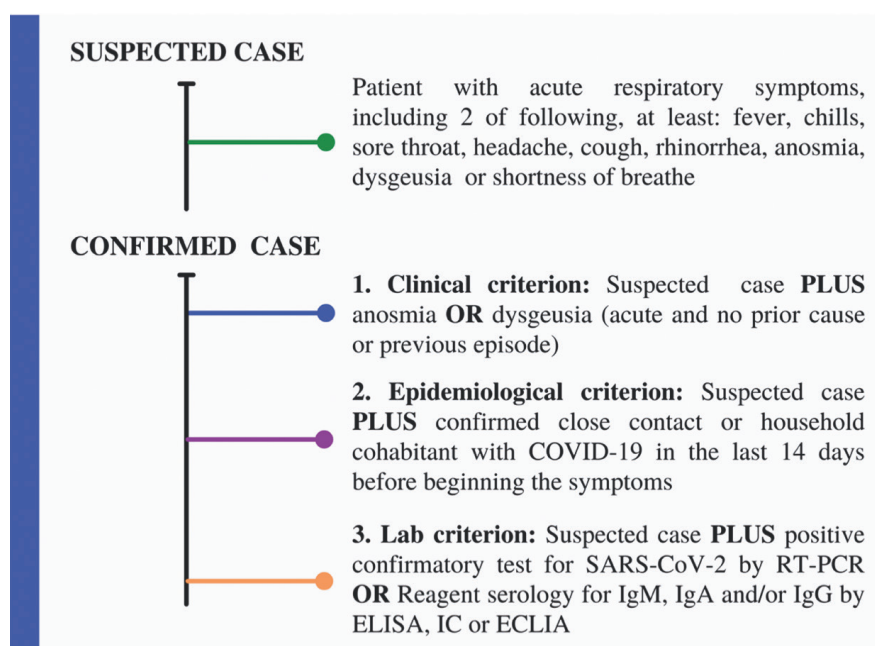 SUSPECTED CASE
Patient with acute respiratory symptoms,
including 2 of following, at least: fever, chills,
sore throat, headache, cough, rhinorrhea, anosmia,
dysgeusia or shortness of breathe
CONFIRMED CASE
1. Clinical criterion: Suspected case PLUS
anosmia OR dysgeusia (acute and no prior cause
or previous episode)
2. Epidemiological criterion: Suspected case
PLUS confirmed close contact or household
cohabitant with COVID-19 in the last 14 days
before beginning the symptoms
3. Lab criterion: Suspected case PLUS positive
confirmatory test for SARS-CoV-2 by RT-PCR
OR Reagent serology for IgM, IgA and/or IgG by
ELISA, IC or ECLIA